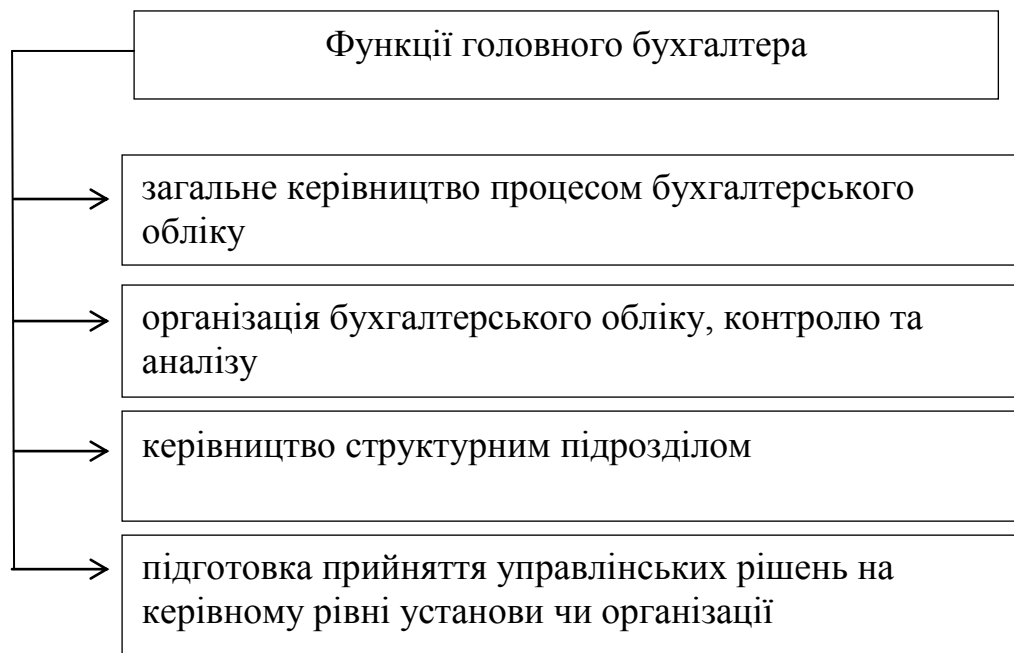 Функції головного бухгалтера
загальне керівництво процесом бухгалтерського
обліку
організація бухгалтерського обліку, контролю та
аналізу
керівництво структурним підрозділом
підготовка прийняття управлінських рішень на
керівному рівні установи чи організації